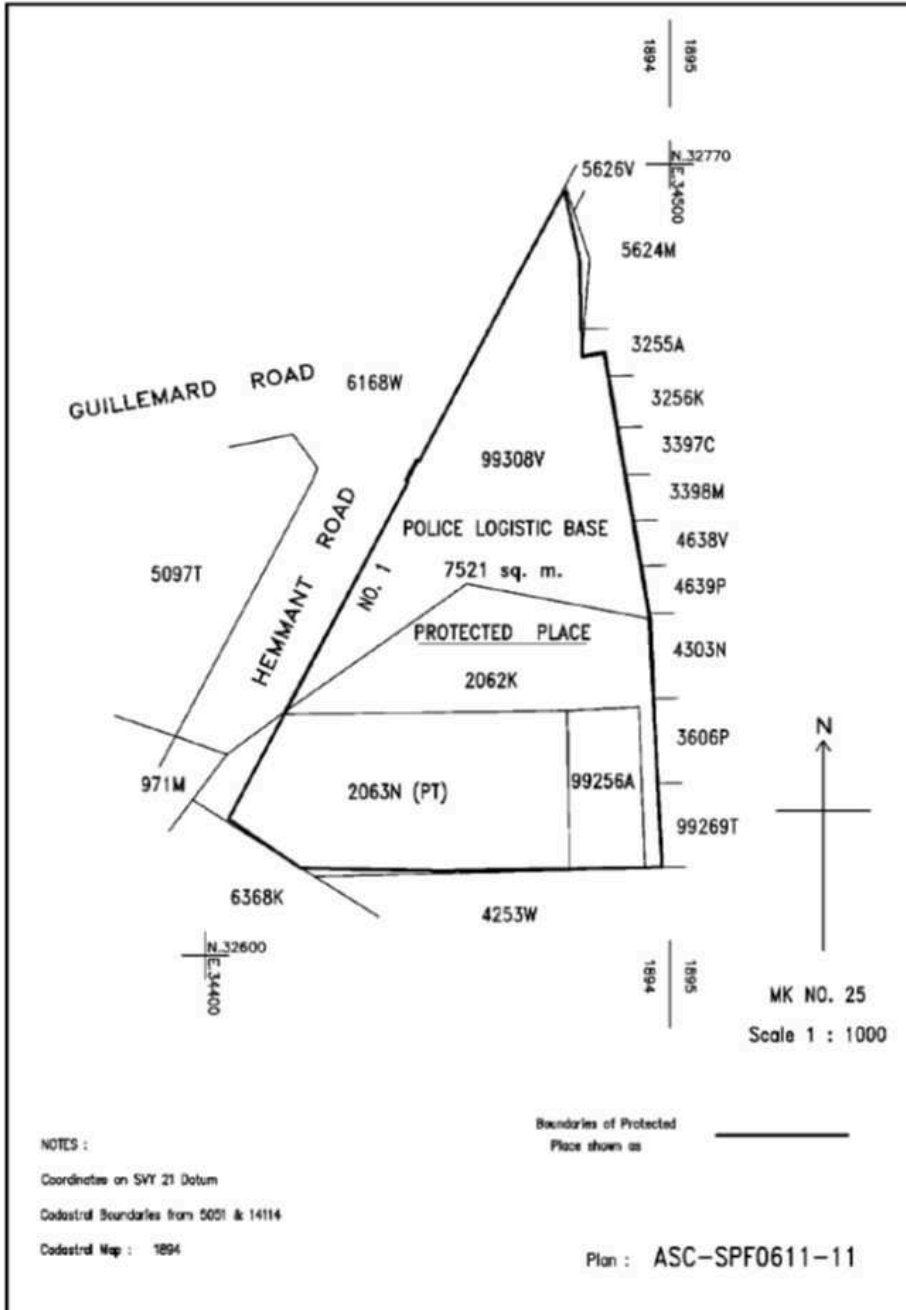 1894
1895
N.32770
E.34500
5626V
5624M
3255A
GUILLEMARD ROAD
6168W
3256K
3397C
99308V
3398M
HEMMANT ROAD
NO. 1
POLICE LOGISTIC BASE
4638V
5097T
7521 sq. m.
4639P
PROTECTED PLACE
4303N
2062K
N
3606P
971M
2063N (PT)
99256A
99269T
6368K
4253W
N.32600
E.34400
1894
1895
MK NO. 25
Scale 1 : 1000
Boundaries of Protected
Place shown as
NOTES :
Coordinates on SVY 21 Datum
Cadastral Boundaries from 5051 & 14114
Cadastral Map : 1894
Plan : ASC-SPF0611-11